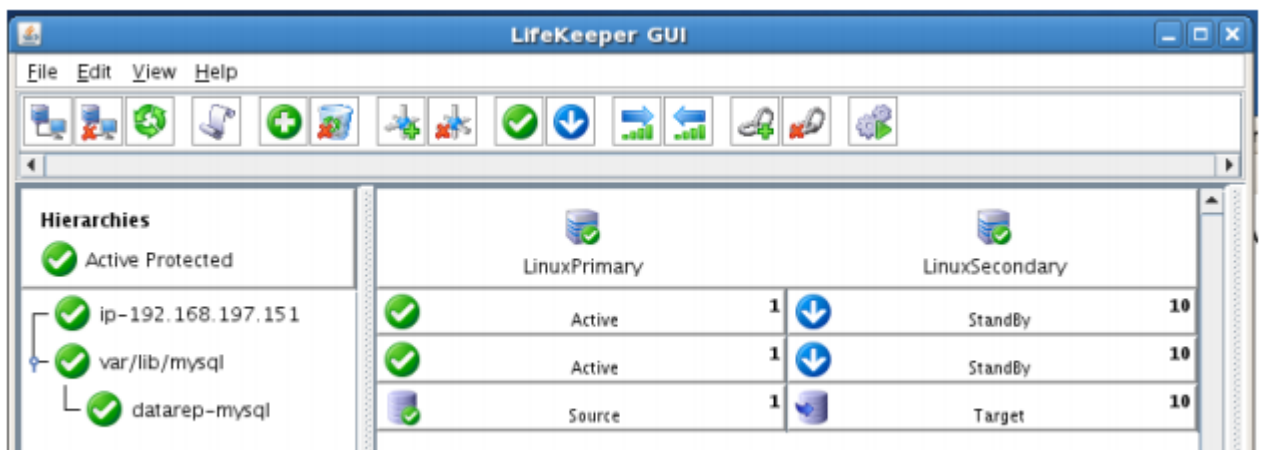 LifeKeeper GUI
File Edit View Help
Hierarchies
Active Protected
LinuxPrimary
LinuxSecondary
ip-192.168.197.151
Active 1
StandBy 10
var/lib/mysql
Active 1
StandBy 10
datarep-mysql
Source 1
Target 10